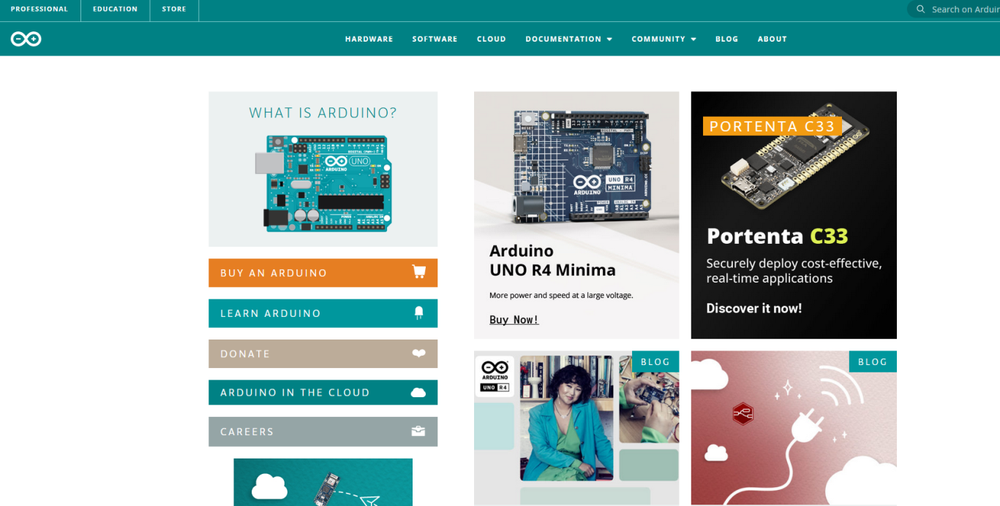 PROFESSIONAL
EDUCATION
STORE
Search on Arduin
HARDWARE
SOFTWARE
CLOUD
DOCUMENTATION
COMMUNITY
BLOG
ABOUT
WHAT IS ARDUINO?
UNO
ARDUINO
BUY AN ARDUINO
LEARN ARDUINO
DONATE
ARDUINO IN THE CLOUD
CAREERS
ARDUINO
UNO R4
MINIMA
Arduino
UNO R4 Minima
More power and speed at a large voltage.
Buy Now!
PORTENTA C33
Portenta C33
Securely deploy cost-effective,
real-time applications
Discover it now!
BLOG
ARDUINO
UNO R4
BLOG